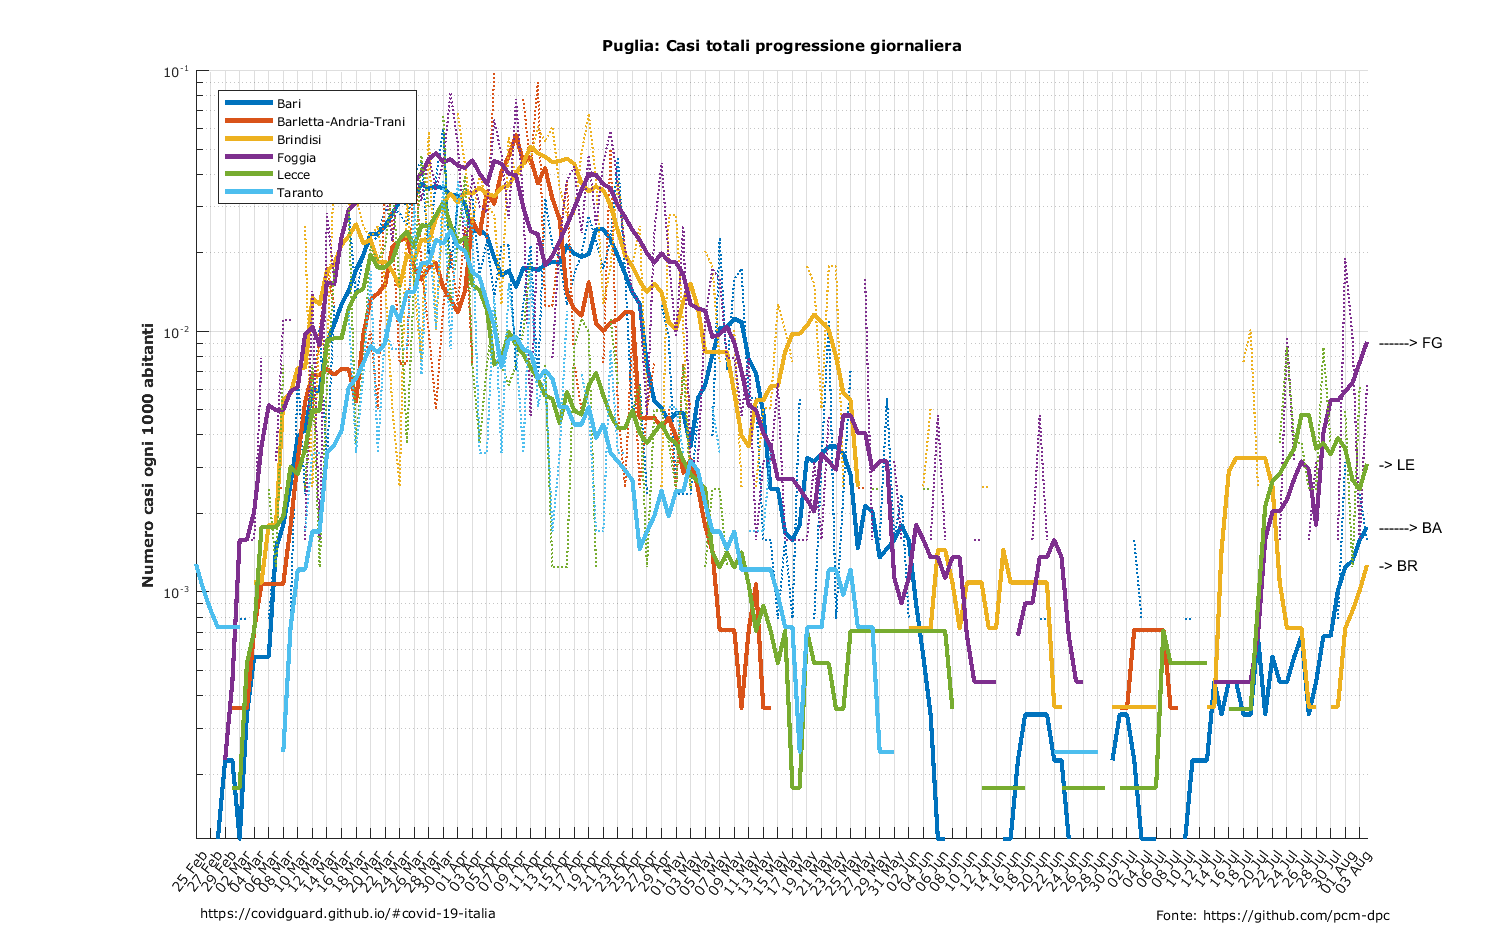 Puglia: Casi totali progressione giornaliera
Numero casi ogni 1000 abitanti
10-1
10-2
10-3
Bari
Barletta-Andria-Trani
Brindisi
Foggia
Lecce
Taranto
------> FG
-> LE
------> BA
-> BR
25 Feb
27 Feb
29 Feb
02 Mar
04 Mar
06 Mar
08 Mar
10 Mar
12 Mar
14 Mar
16 Mar
18 Mar
20 Mar
22 Mar
24 Mar
26 Mar
28 Mar
30 Mar
01 Apr
03 Apr
05 Apr
07 Apr
09 Apr
11 Apr
13 Apr
15 Apr
17 Apr
19 Apr
21 Apr
23 Apr
25 Apr
27 Apr
29 Apr
01 May
03 May
05 May
07 May
09 May
11 May
13 May
15 May
17 May
19 May
21 May
23 May
25 May
27 May
29 May
31 May
02 Jun
04 Jun
06 Jun
08 Jun
10 Jun
12 Jun
14 Jun
16 Jun
18 Jun
20 Jun
22 Jun
24 Jun
26 Jun
28 Jun
30 Jun
02 Jul
04 Jul
06 Jul
08 Jul
10 Jul
12 Jul
14 Jul
16 Jul
18 Jul
20 Jul
22 Jul
24 Jul
26 Jul
28 Jul
30 Jul
01 Aug
03 Aug
https://covidguard.github.io/#covid-19-italia
Fonte: https://github.com/pcm-dpc